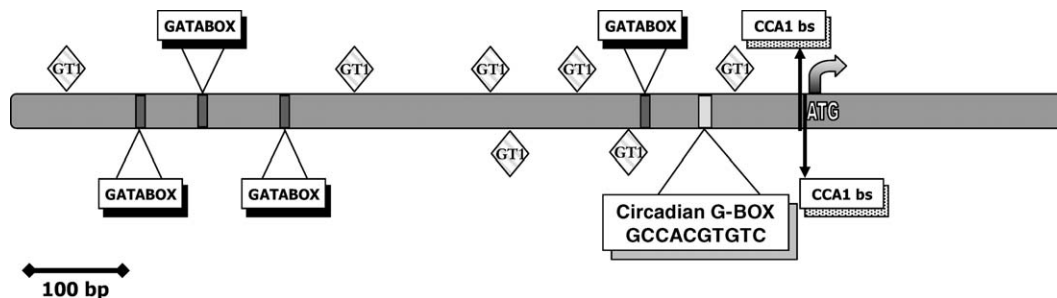 GATABOX
GATABOX
CCA1 bs
GT1
GT1
GT1
GT1
GT1
ATG
GT1
GT1
GATABOX
GATABOX
CCA1 bs
Circadian G-BOX
GCCACGTGTC
100 bp